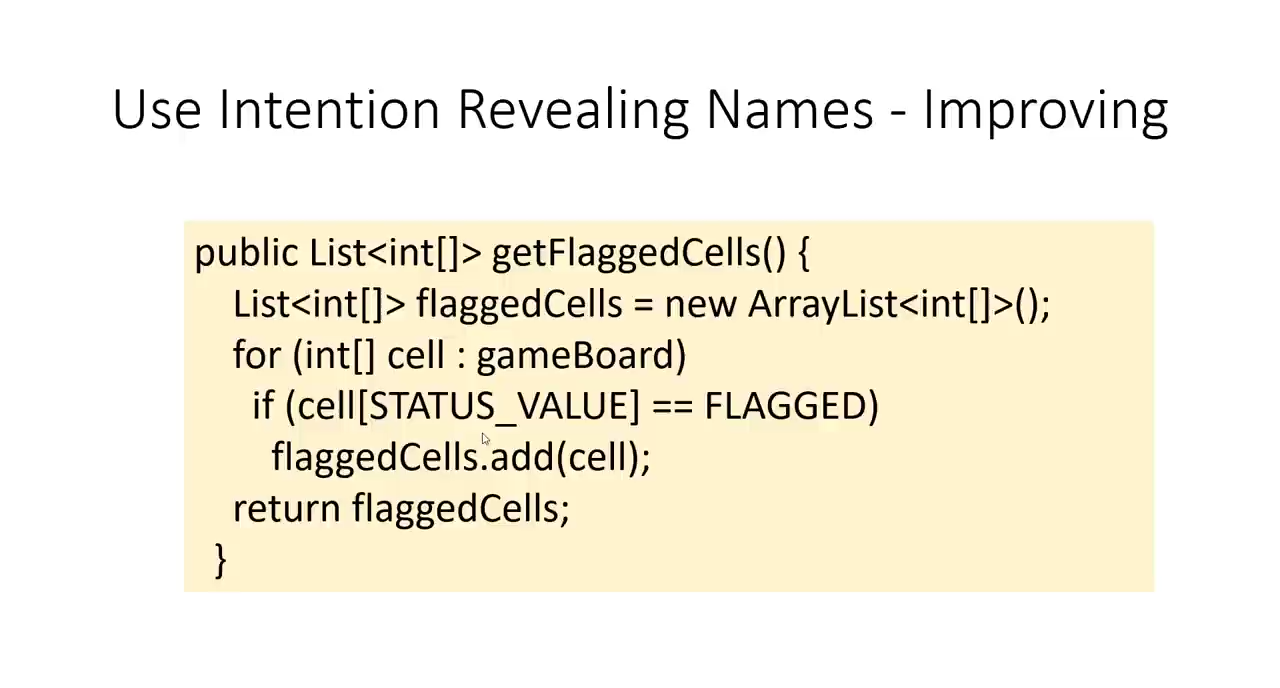 Use Intention Revealing Names - Improving
public List<int[]> getFlaggedCells() {
List<int[]> flaggedCells = new ArrayList<int[]>();
for (int[] cell : gameBoard)
if (cell[STATUS_VALUE] == FLAGGED)
flaggedCells.add(cell);
return flaggedCells;
}